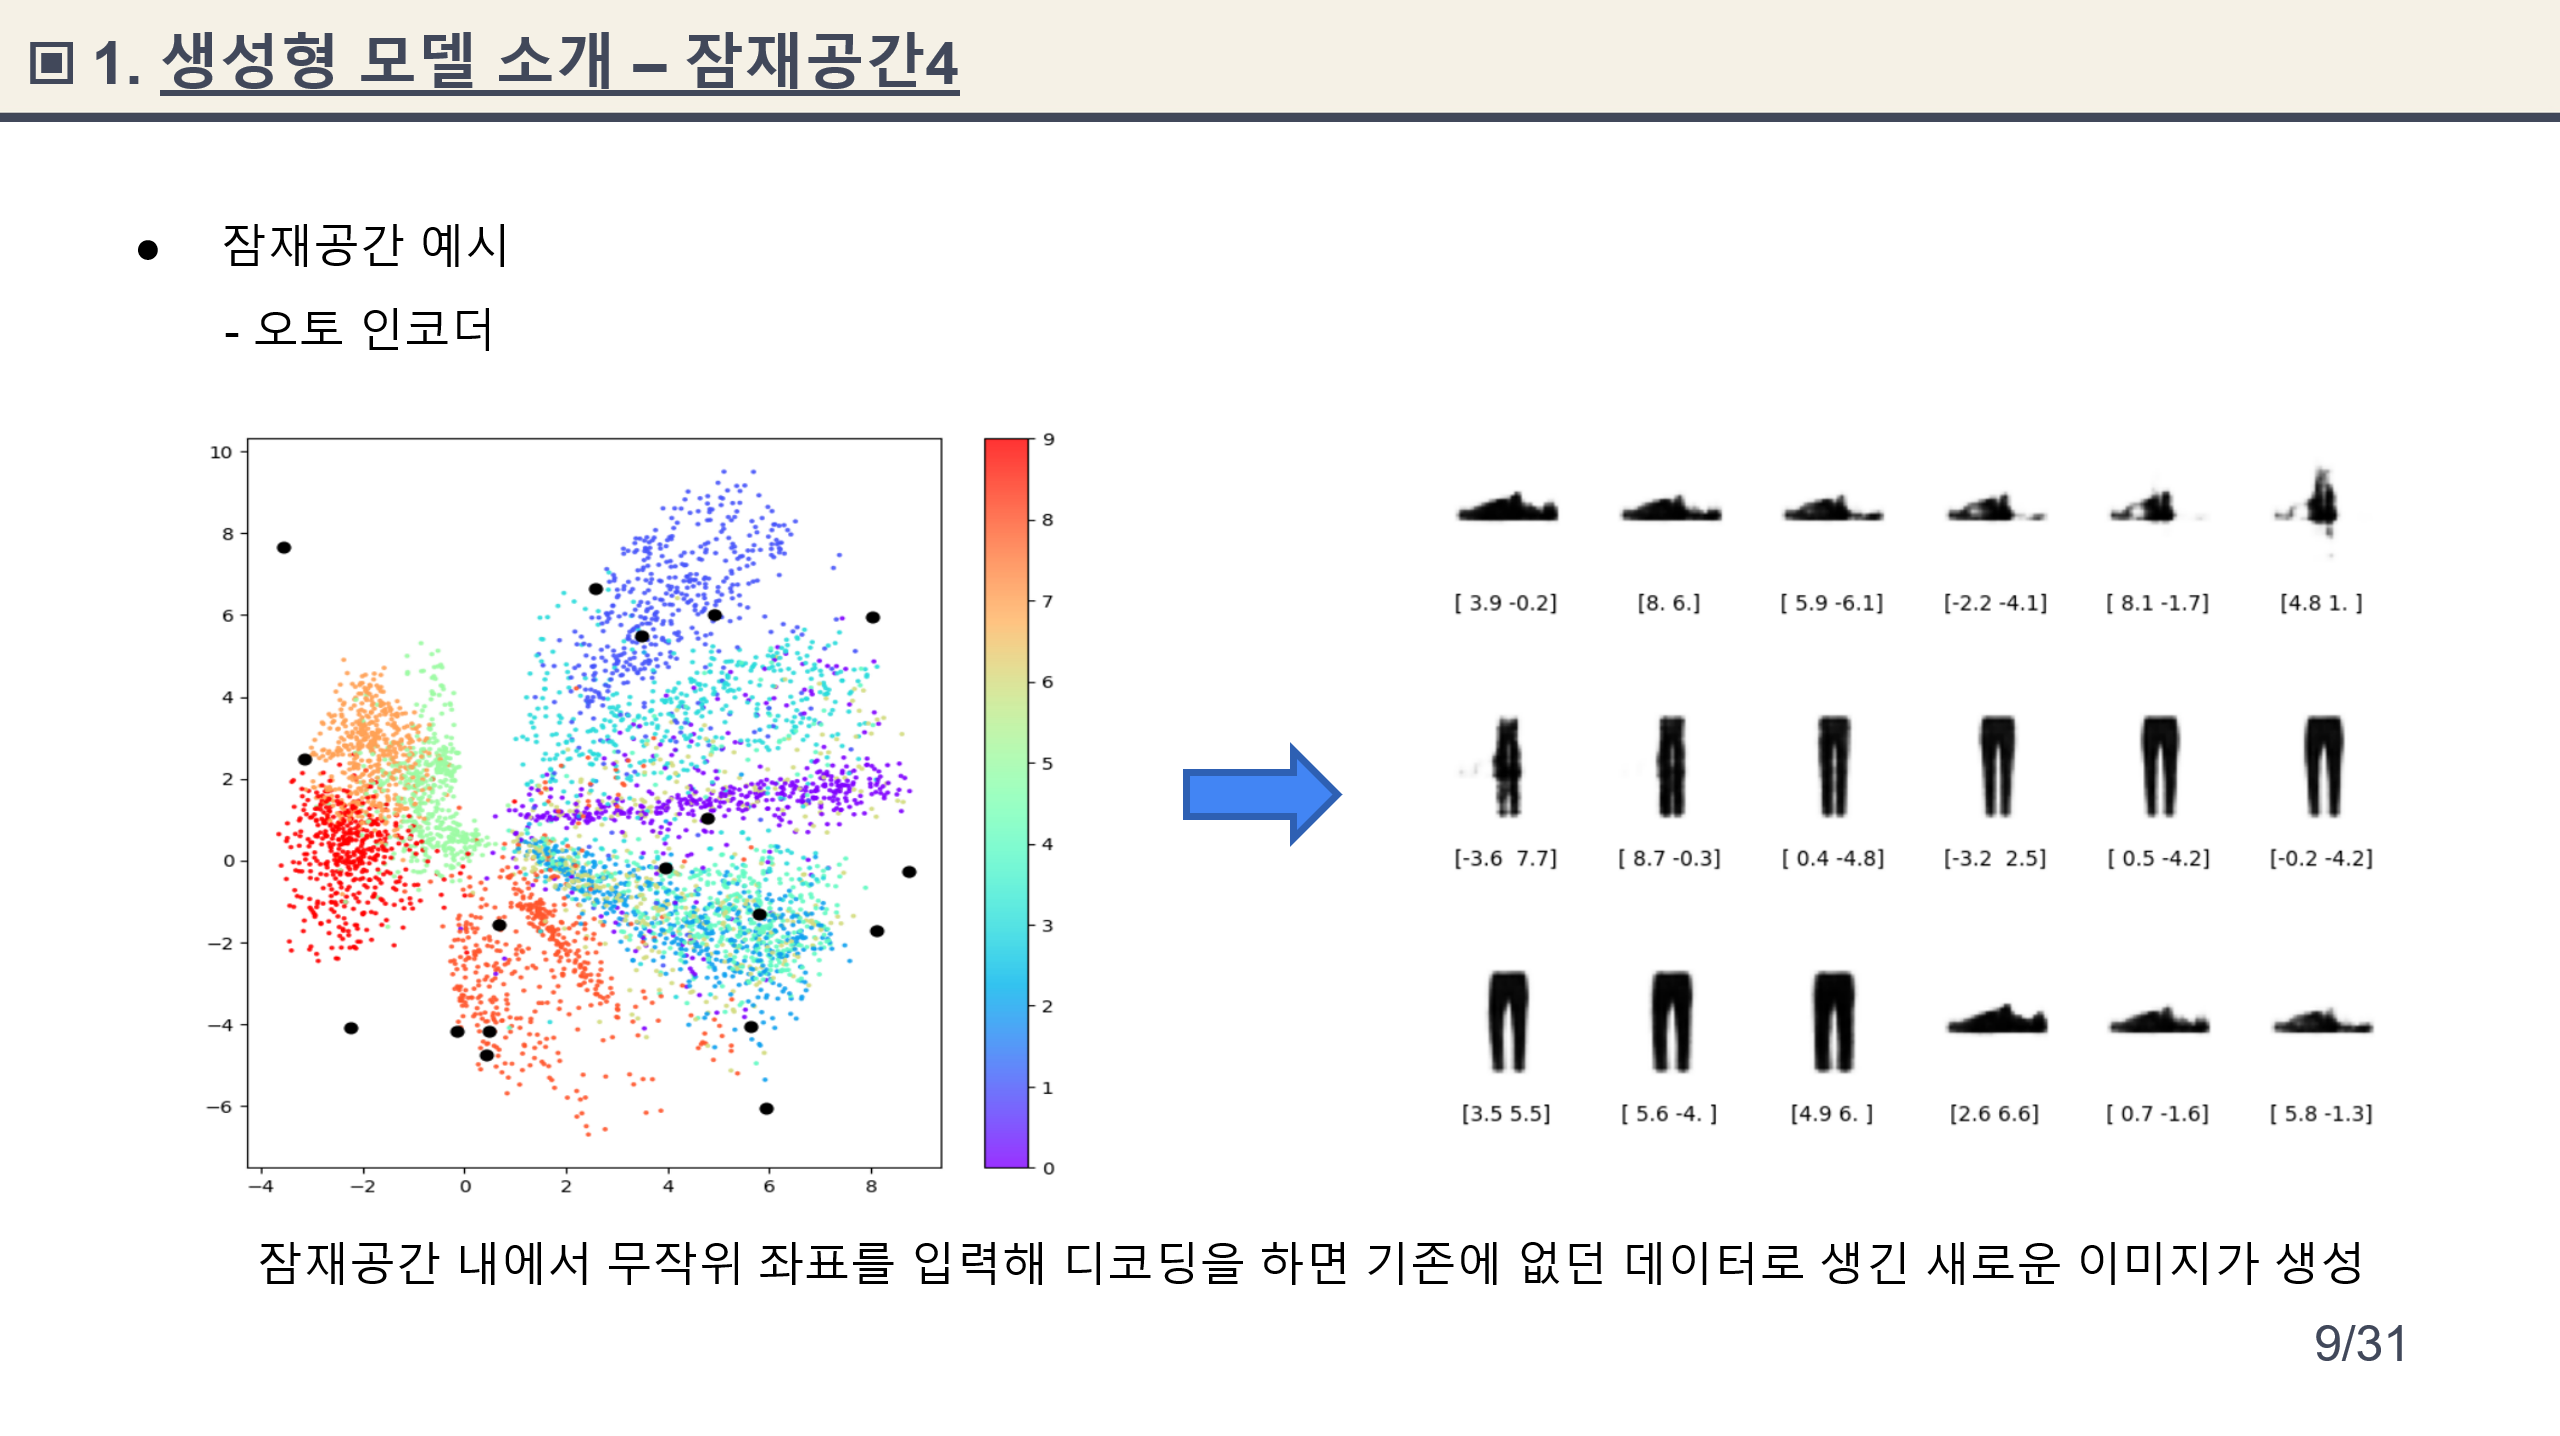 1. 생성형 모델 소개 – 잠재공간4
● 잠재공간 예시
- 오토 인코더
10
8
6
4
2
0
−2
−4
−6
−4 −2 0 2 4 6 8
9
8
7
6
5
4
3
2
1
0
[ 3.9 -0.2] [8. 6.] [ 5.9 -6.1] [-2.2 -4.1] [ 8.1 -1.7] [4.8 1. ]
[-3.6  7.7] [ 8.7 -0.3] [ 0.4 -4.8] [-3.2  2.5] [ 0.5 -4.2] [-0.2 -4.2]
[3.5 5.5] [ 5.6 -4. ] [4.9 6. ] [2.6 6.6] [ 0.7 -1.6] [ 5.8 -1.3]
잠재공간 내에서 무작위 좌표를 입력해 디코딩을 하면 기존에 없던 데이터로 생긴 새로운 이미지가 생성
9/31